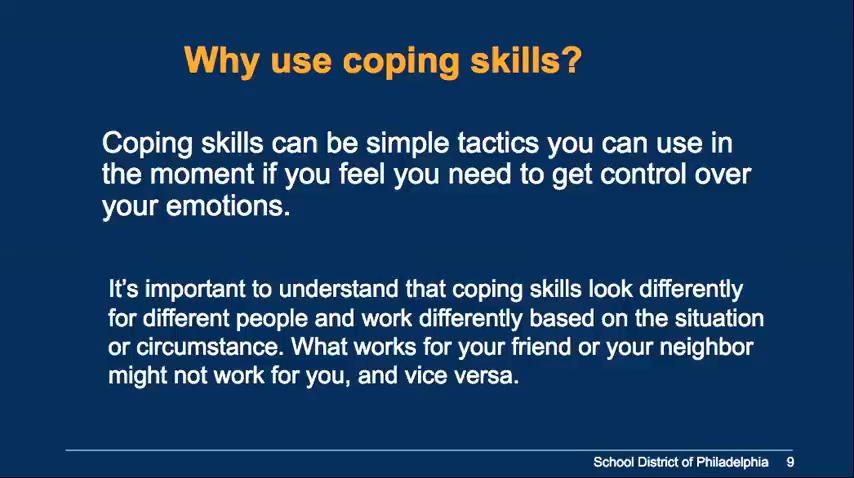 Why use coping skills?
Coping skills can be simple tactics you can use in
the moment if you feel you need to get control over
your emotions.
It’s important to understand that coping skills look differently
for different people and work differently based on the situation
or circumstance. What works for your friend or your neighbor
might not work for you, and vice versa.
School District of Philadelphia 9